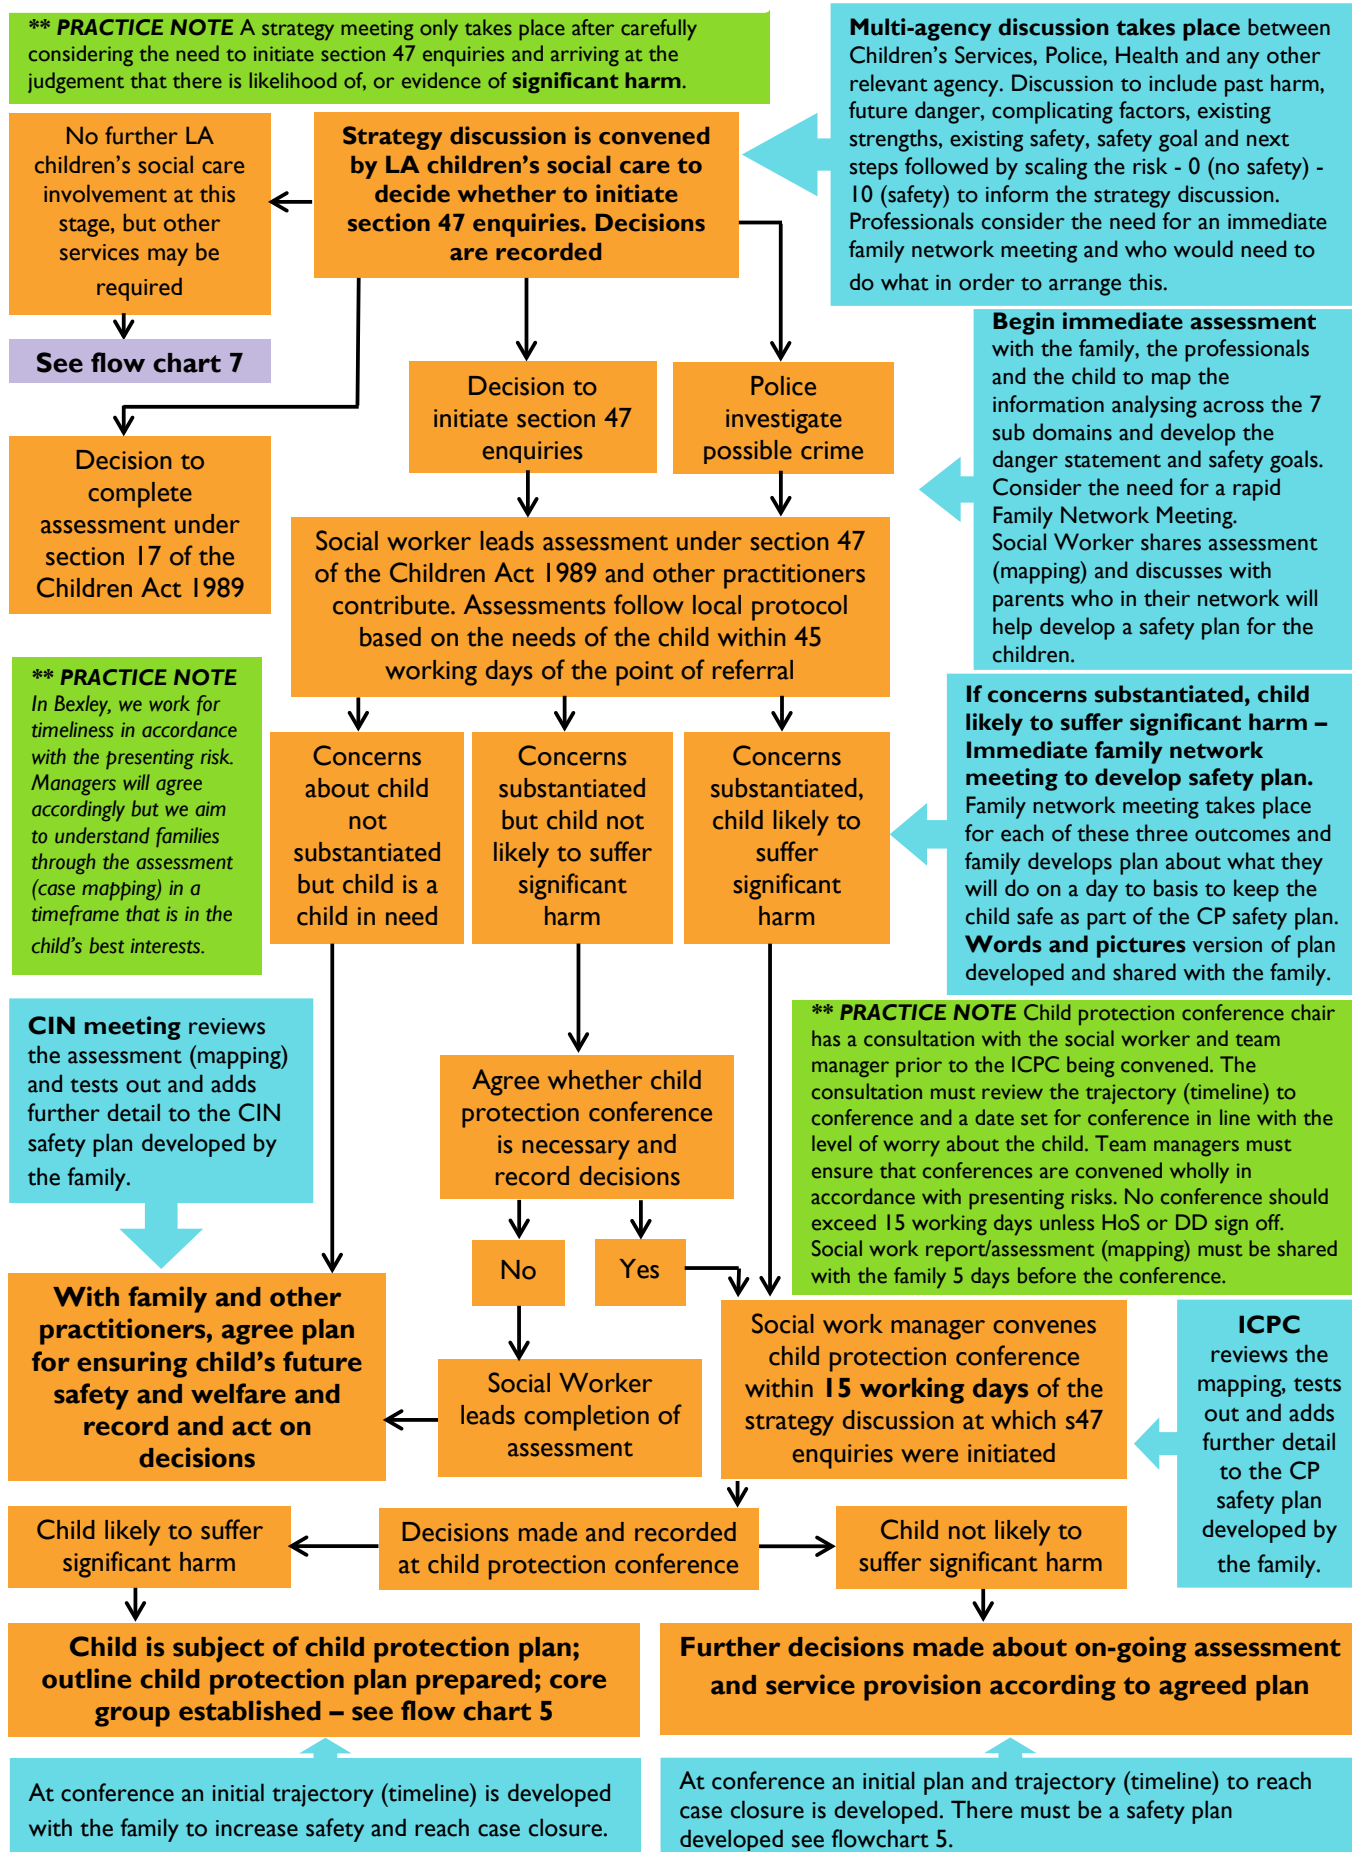 ** PRACTICE NOTE A strategy meeting only takes place after carefully
considering the need to initiate section 47 enquiries and arriving at the
judgement that there is likelihood of, or evidence of significant harm.
Multi-agency discussion takes place between
Children's Services, Police, Health and any other
relevant agency. Discussion to include past harm,
future danger, complicating factors, existing
strengths, existing safety, safety goal and next
steps followed by scaling the risk - 0 (no safety) -
10 (safety) to inform the strategy discussion.
Professionals consider the need for an immediate
family network meeting and who would need to
do what in order to arrange this.
No further LA
children's social care
involvement at this
stage, but other
services may be
required
Strategy discussion is convened
by LA children's social care to
decide whether to initiate
section 47 enquiries. Decisions
are recorded
See flow chart 7
Begin immediate assessment
with the family, the professionals
and the child to map the
information analysing across the 7
sub domains and develop the
danger statement and safety goals.
Consider the need for a rapid
Family Network Meeting.
Social Worker shares assessment
(mapping) and discusses with
parents who in their network will
help develop a safety plan for the
children.
Decision to
initiate section 47
enquiries
Police
investigate
possible crime
Decision to
complete
assessment under
section 17 of the
Children Act 1989
Social worker leads assessment under section 47
of the Children Act 1989 and other practitioners
contribute. Assessments follow local protocol
based on the needs of the child within 45
working days of the point of referral
** PRACTICE NOTE
In Bexley, we work for
timeliness in accordance
with the presenting risk.
Managers will agree
accordingly but we aim
to understand families
through the assessment
(case mapping) in a
timeframe that is in the
child's best interests.
Concerns
about child
not
substantiated
but child is a
child in need
Concerns
substantiated
but child not
likely to suffer
significant
harm
Concerns
substantiated,
child likely to
suffer
significant
harm
If concerns substantiated, child
likely to suffer significant harm –
Immediate family network
meeting to develop safety plan.
Family network meeting takes place
for each of these three outcomes and
family develops plan about what they
will do on a day to basis to keep the
child safe as part of the CP safety plan.
Words and pictures version of plan
developed and shared with the family.
CIN meeting reviews
the assessment (mapping)
and tests out and adds
further detail to the CIN
safety plan developed by
the family.
Agree whether child
protection conference
is necessary and
record decisions
** PRACTICE NOTE Child protection conference chair
has a consultation with the social worker and team
manager prior to the ICPC being convened. The
consultation must review the trajectory (timeline) to
conference and a date set for conference in line with the
level of worry about the child. Team managers must
ensure that conferences are convened wholly in
accordance with presenting risks. No conference should
exceed 15 working days unless HoS or DD sign off.
Social work report/assessment (mapping) must be shared
with the family 5 days before the conference.
No
Yes
With family and other
practitioners, agree plan
for ensuring child's future
safety and welfare and
record and act on
decisions
Social Worker
leads completion of
assessment
Social work manager convenes
child protection conference
within 15 working days of the
strategy discussion at which s47
enquiries were initiated
ICPC
reviews the
mapping, tests
out and adds
further detail
to the CP
safety plan
developed by
the family.
Child likely to suffer
significant harm
Decisions made and recorded
at child protection conference
Child not likely to
suffer significant harm
Child is subject of child protection plan;
outline child protection plan prepared; core
group established – see flow chart 5
Further decisions made about on-going assessment
and service provision according to agreed plan
At conference an initial trajectory (timeline) is developed
with the family to increase safety and reach case closure.
At conference an initial plan and trajectory (timeline) to reach
case closure is developed. There must be a safety plan
developed see flowchart 5.